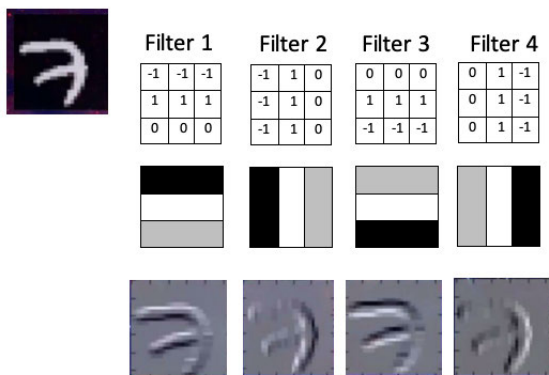 Filter 1 Filter 2 Filter 3 Filter 4
-1 -1 -1 -1 1 0 0 0 0 0 1 -1
1 1 1 -1 1 0 1 1 1 0 1 -1
0 0 0 -1 1 0 -1 -1 -1 0 1 -1